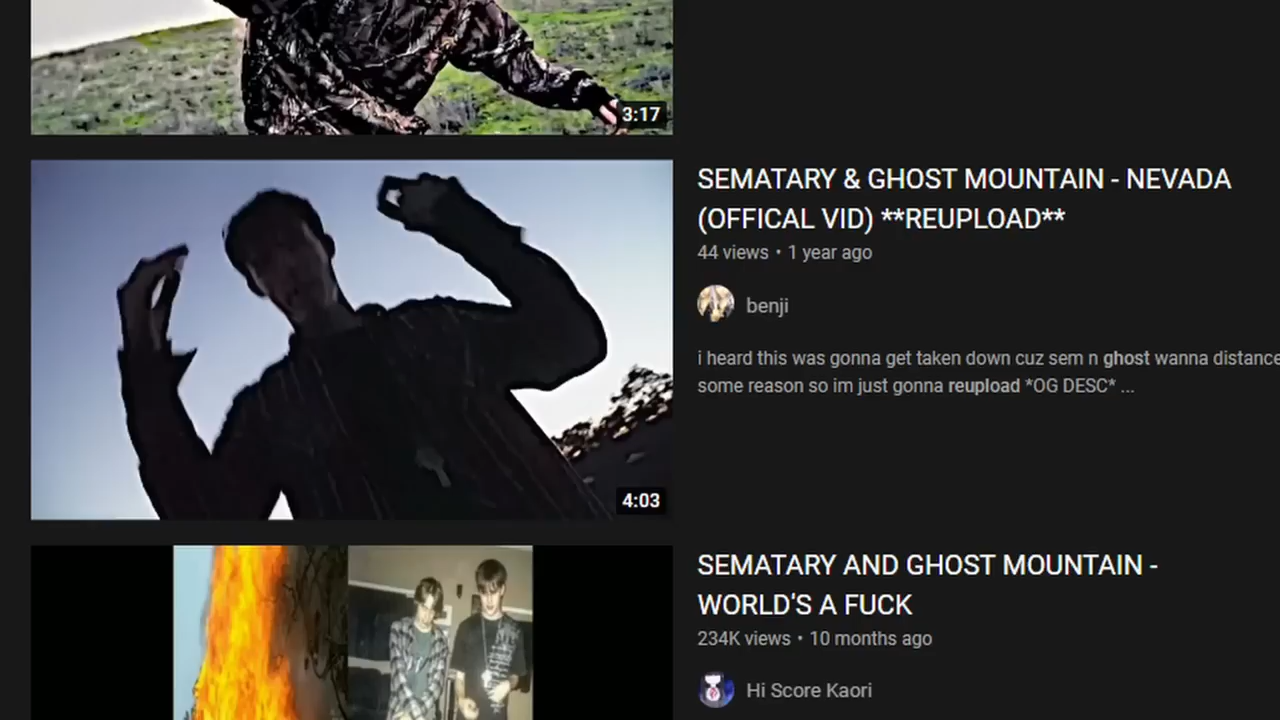 3:17
SEMATARY & GHOST MOUNTAIN - NEVADA
(OFFICAL VID) **REUPLOAD**
44 views • 1 year ago
benji
i heard this was gonna get taken down cuz sem n ghost wanna distance
some reason so im just gonna reupload *OG DESC* ...
4:03
SEMATARY AND GHOST MOUNTAIN -
WORLD'S A FUCK
234K views • 10 months ago
Hi Score Kaori